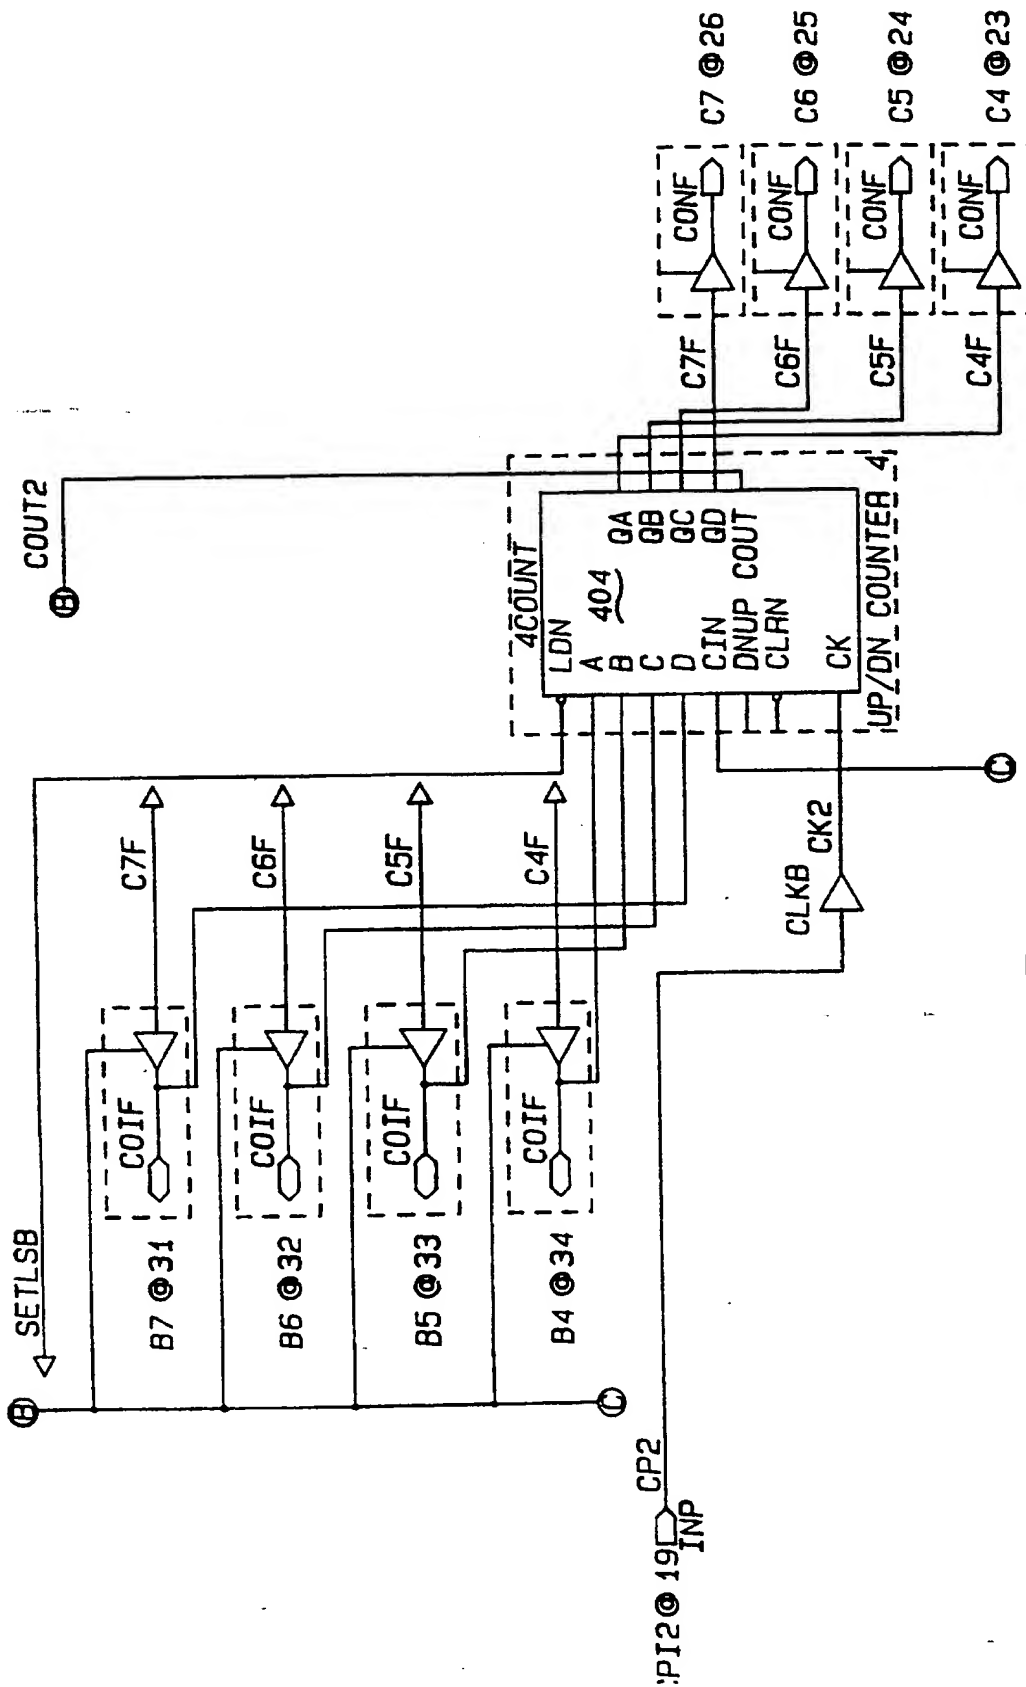 SETLSB
COUT2
B
B
B7 @31
COIF
C7F
B6 @32
COIF
C6F
B5 @33
COIF
C5F
B4 @34
COIF
C4F
C
CPI2@19
INP
CP2
CLKB
CK2
C
4COUNT
LDN
404
A
B
C
D
CIN
DNUP
CLRN
CK
QA
QB
QC
QD
COUT
UP/DN COUNTER 4
C7F
CONF
C7 @26
C6F
CONF
C6 @25
C5F
CONF
C5 @24
C4F
CONF
C4 @23